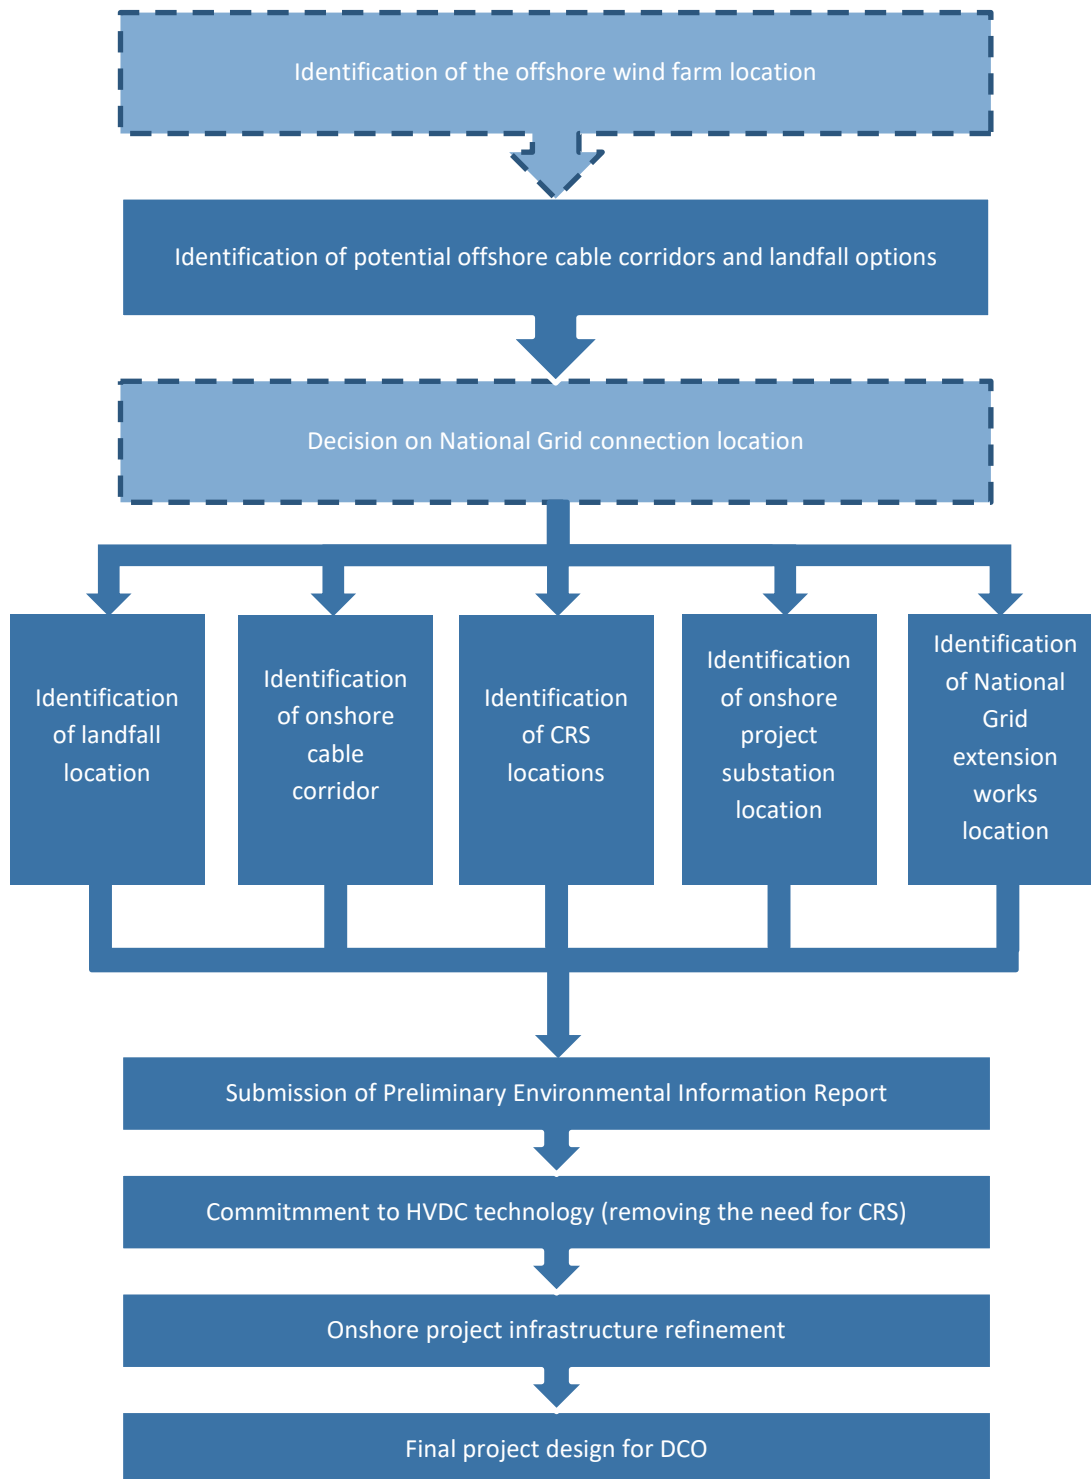 Identification of the offshore wind farm location
Identification of potential offshore cable corridors and landfall options
Decision on National Grid connection location
Identification
of landfall
location
Identification
of onshore
cable
corridor
Identification
of CRS
locations
Identification
of onshore
project
substation
location
Identification
of National
Grid
extension
works
location
Submission of Preliminary Environmental Information Report
Commitmment to HVDC technology (removing the need for CRS)
Onshore project infrastructure refinement
Final project design for DCO